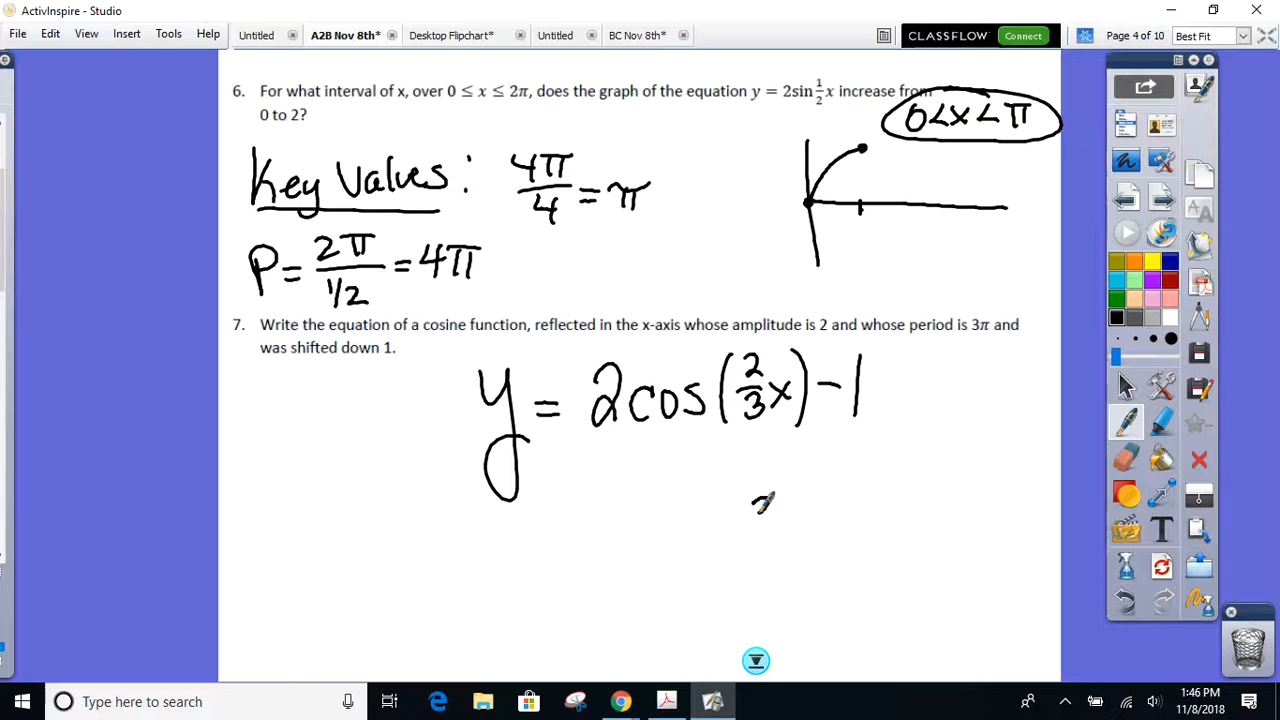 ActivInspire - Studio
File Edit View Insert Tools Help
Untitled A2B Nov 8th* Desktop Flipchart* Untitled BC Nov 8th* CLASSFLOW Connect Page 4 of 10 Best Fit
6. For what interval of x, over 0 ≤ x ≤ 2π, does the graph of the equation y = 2sin 1/2 x increase from
0 to 2?
0<x<π
Key Values: 4π/4 = π
P = 2π/1/2 = 4π
7. Write the equation of a cosine function, reflected in the x-axis whose amplitude is 2 and whose period is 3π and
was shifted down 1.
y = 2cos(2/3 x) - 1
Type here to search
1:46 PM
11/8/2018